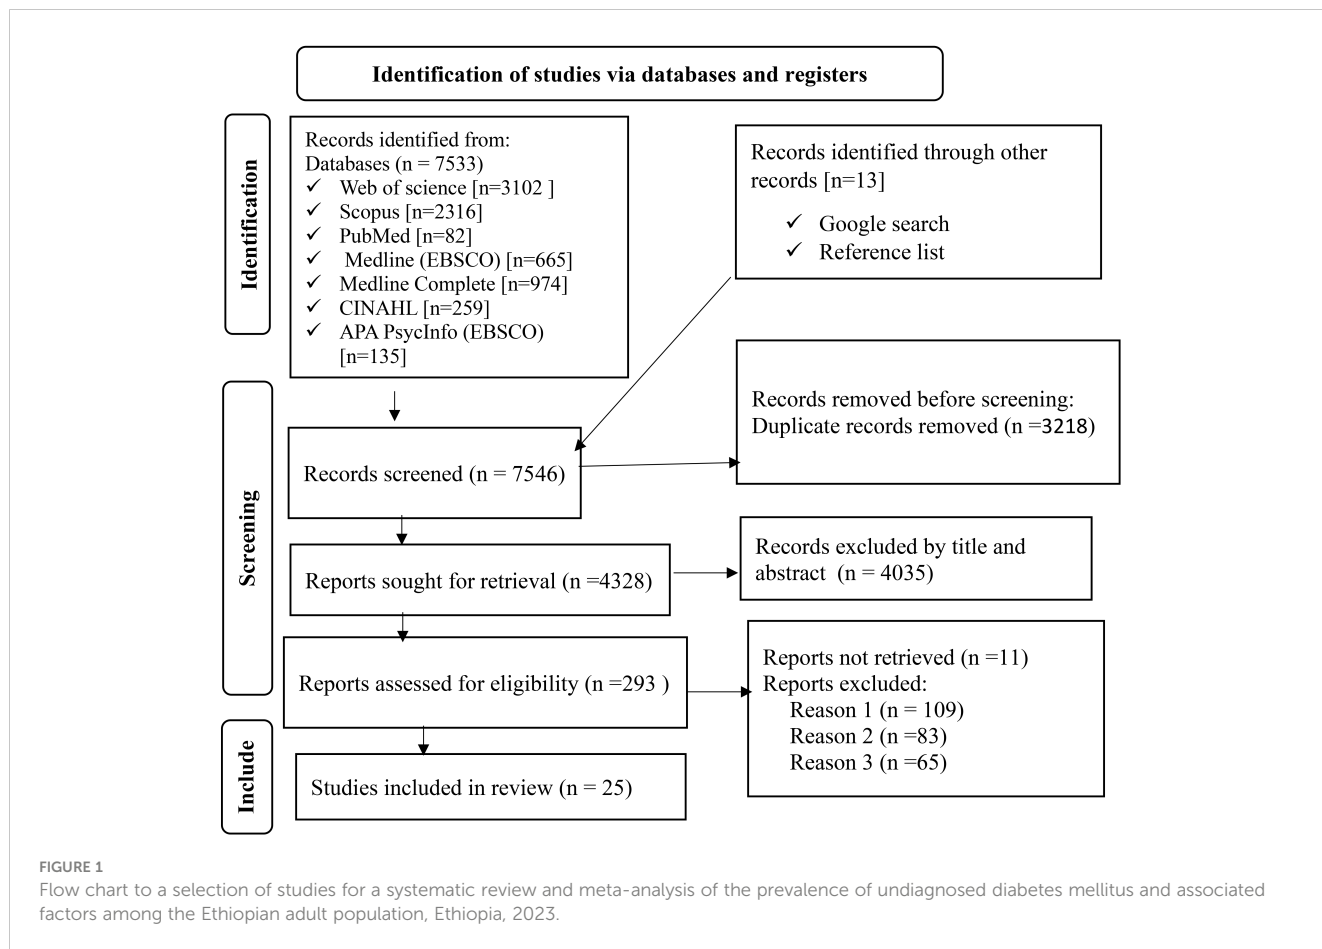 Identification of studies via databases and registers
Identification
Records identified from:
Databases (n = 7533)
✓ Web of science [n=3102 ]
✓ Scopus [n=2316]
✓ PubMed [n=82]
✓ Medline (EBSCO) [n=665]
✓ Medline Complete [n=974]
✓ CINAHL [n=259]
✓ APA PsycInfo (EBSCO)
[n=135]
Records identified through other
records [n=13]
✓ Google search
✓ Reference list
Screening
Records removed before screening:
Duplicate records removed (n =3218)
Records screened (n = 7546)
Reports sought for retrieval (n =4328)
Records excluded by title and
abstract (n = 4035)
Reports assessed for eligibility (n =293 )
Reports not retrieved (n =11)
Reports excluded:
Reason 1 (n = 109)
Reason 2 (n =83)
Reason 3 (n =65)
Include
Studies included in review (n = 25)
FIGURE 1
Flow chart to a selection of studies for a systematic review and meta-analysis of the prevalence of undiagnosed diabetes mellitus and associated
factors among the Ethiopian adult population, Ethiopia, 2023.